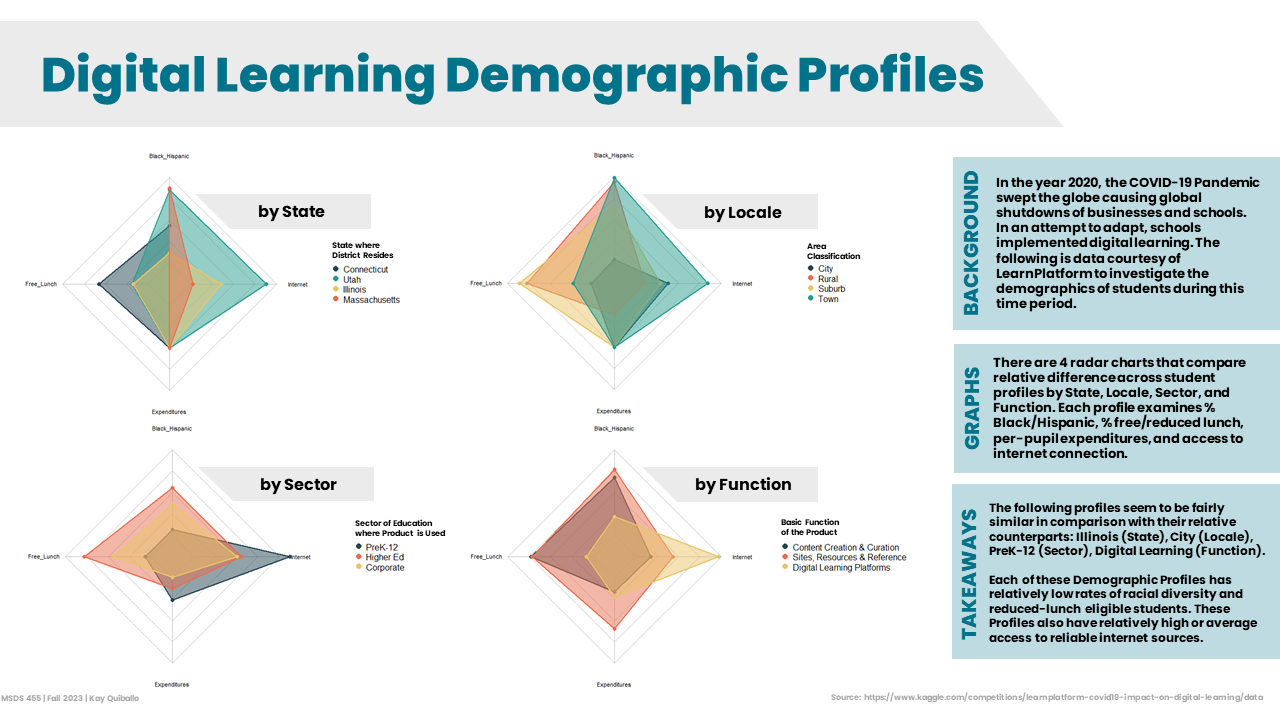 Digital Learning Demographic Profiles
Black_Hispanic
by State
State where
District Resides
Connecticut
Utah
Illinois
Massachusetts
Free_Lunch
Internet
Expenditures
Black_Hispanic
by Locale
Area
Classification
City
Rural
Suburb
Town
Free_Lunch
Internet
Expenditures
Black_Hispanic
by Sector
Sector of Education
where Product is Used
PreK-12
Higher Ed
Corporate
Free_Lunch
Internet
Expenditures
Black_Hispanic
by Function
Basic Function
of the Product
Content Creation & Curation
Sites, Resources & Reference
Digital Learning Platforms
Free_Lunch
Internet
Expenditures
BACKGROUND
In the year 2020, the COVID-19 Pandemic
swept the globe causing global
shutdowns of businesses and schools.
In an attempt to adapt, schools
implemented digital learning. The
following is data courtesy of
LearnPlatform to investigate the
demographics of students during this
time period.
GRAPHS
There are 4 radar charts that compare
relative difference across student
profiles by State, Locale, Sector, and
Function. Each profile examines %
Black/Hispanic, % free/reduced lunch,
per-pupil expenditures, and access to
internet connection.
TAKEAWAYS
The following profiles seem to be fairly
similar in comparison with their relative
counterparts: Illinois (State), City (Locale),
PreK-12 (Sector), Digital Learning (Function).
Each of these Demographic Profiles has
relatively low rates of racial diversity and
reduced-lunch eligible students. These
Profiles also have relatively high or average
access to reliable internet sources.
MSDS 455 | Fall 2023 | Kay Quiballo
Source: https://www.kaggle.com/competitions/learnplatform-covid19-impact-on-digital-learning/data